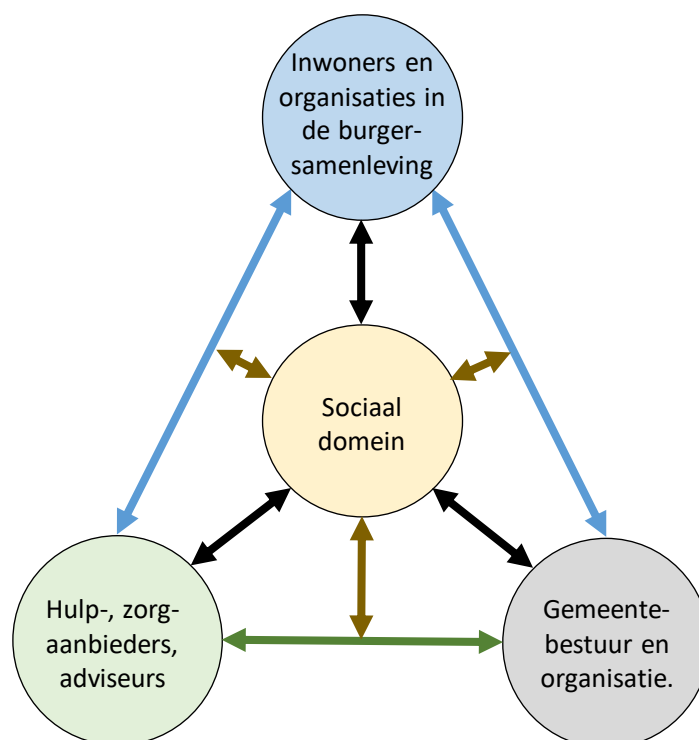 Inwoners en
organisaties in
de burger-
samenleving
Sociaal
domein
Hulp-, zorg-
aanbieders,
adviseurs
Gemeente-
bestuur en
organisatie.